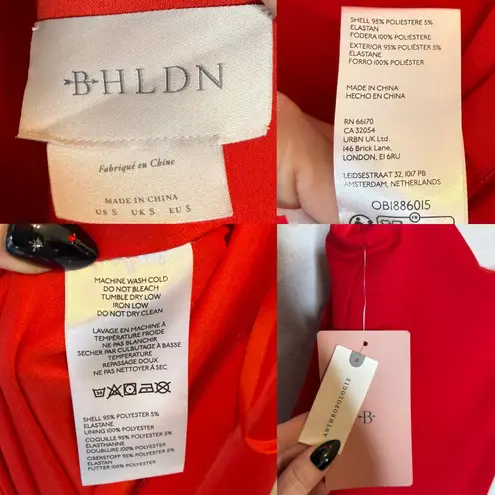 BHLDN
Fabriqué en Chine
MADE IN CHINA
US S UK S EU S
SHELL 95% POLIESTERE 5%
ELASTAN
FODERA 100% POLIESTERE
EXTERIOR 95% POLIÉSTER 5%
ELASTANE
FORRO 100% POLIÉSTER
MADE IN CHINA
HECHO EN CHINA
RN 66170
CA 32054
URBN UK Ltd
146 Brick Lane,
LONDON, E1 6RU
LEIDSESTRAAT 32, 1017 PB
AMSTERDAM, NETHERLANDS
OB1886015
FR
MACHINE WASH COLD
DO NOT BLEACH
TUMBLE DRY LOW
IRON LOW
DO NOT DRY CLEAN
LAVAGE EN MACHINE À
TEMPÉRATURE FROIDE
NE PAS BLANCHIR
SECHER PAR CULBUTAGE À BASSE
TEMPÉRATURE
REPASSAGE DOUX
NE PAS NETTOYER À SEC
SHELL 95% POLYESTER 5%
ELASTANE
LINING 100% POLYESTER
COQUILLE 95% POLYESTER 5%
ELASTHANNE
DOUBLURE 100% POLYESTER
OBERSTOFF 95% POLYESTER 5%
ELASTAN
FUTTER 100% POLYESTER
S
ANTHROPOLOGIE
B